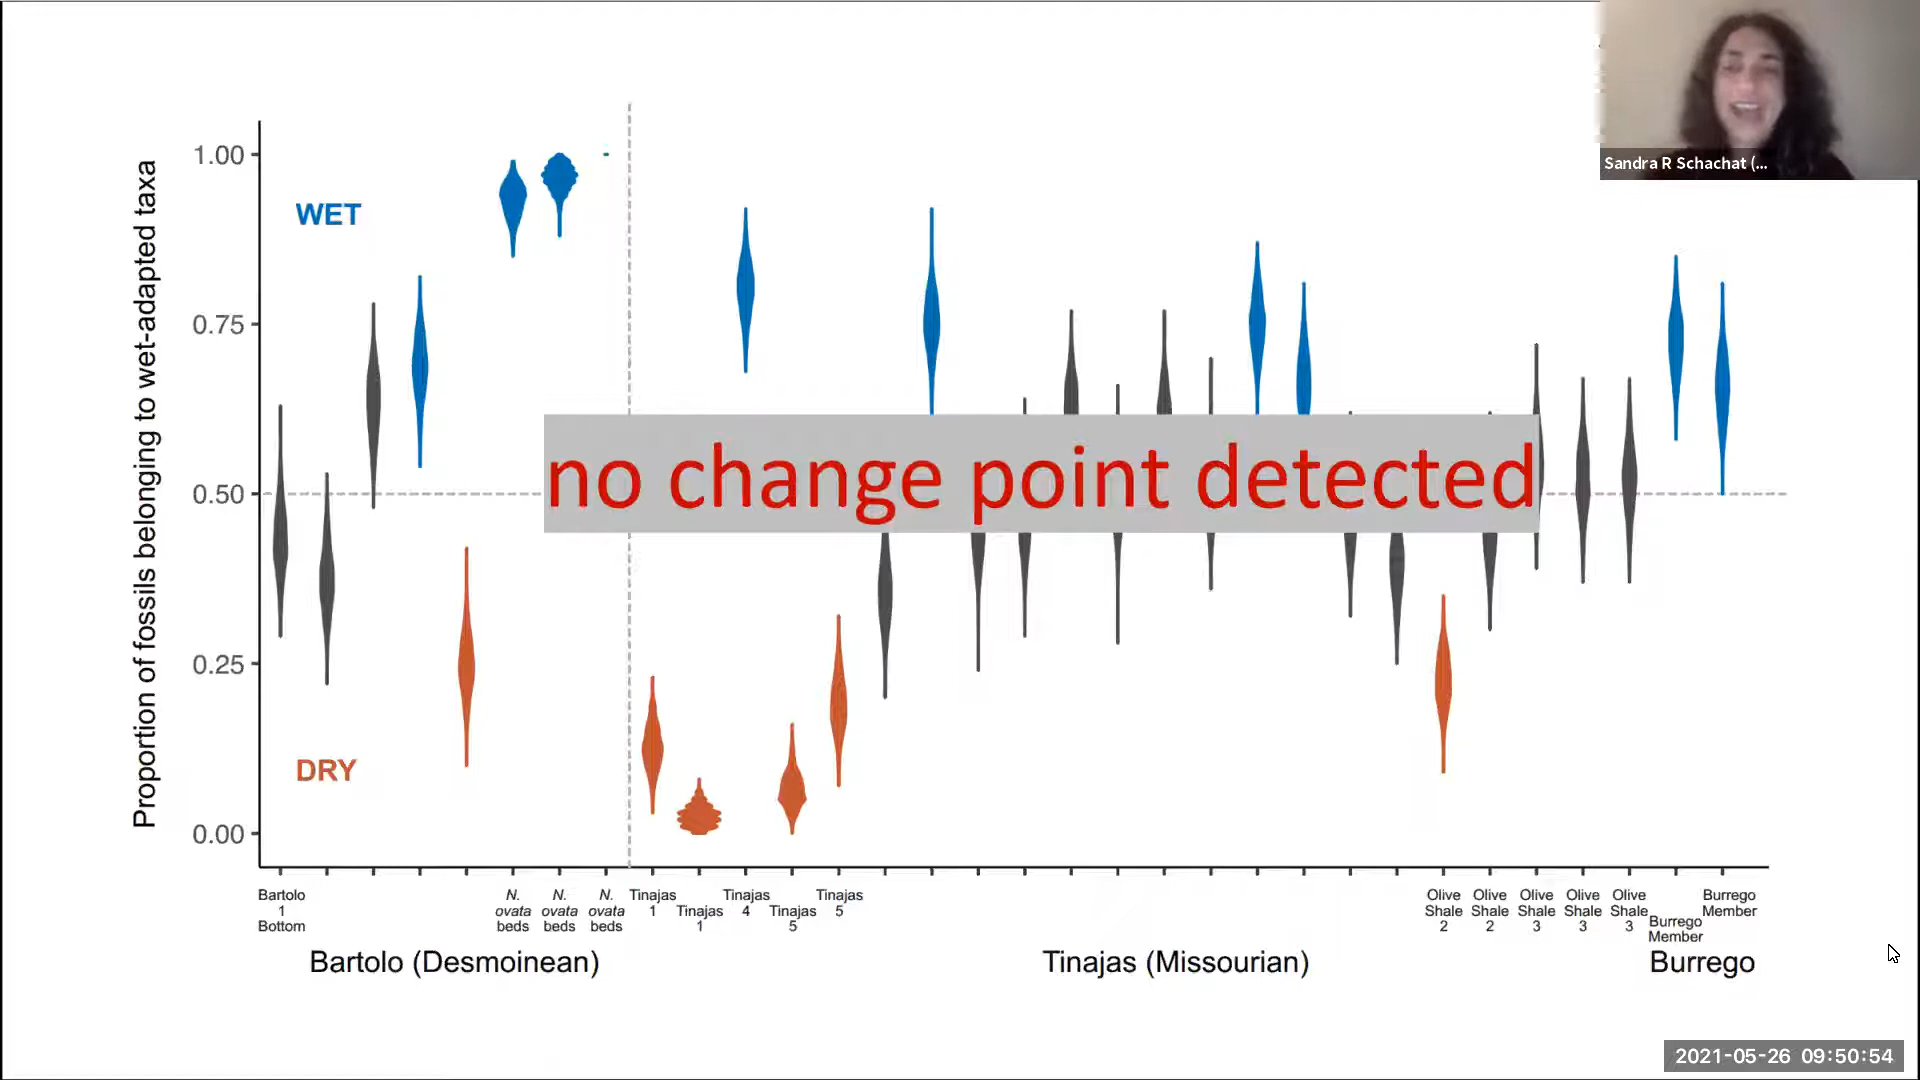 Sandra R Schachat (...
Proportion of fossils belonging to wet-adapted taxa
1.00
0.75
0.50
0.25
0.00
WET
DRY
no change point detected
Bartolo
1
Bottom
N.
ovata
beds
N.
ovata
beds
N.
ovata
beds
Tinajas
1
Tinajas
1
Tinajas
4
Tinajas
5
Tinajas
5
Olive
Shale
2
Olive
Shale
2
Olive
Shale
3
Olive
Shale
3
Olive
Shale
3
Burrego
Member
Burrego
Member
Bartolo (Desmoinean)
Tinajas (Missourian)
Burrego
2021-05-26 09:50:54